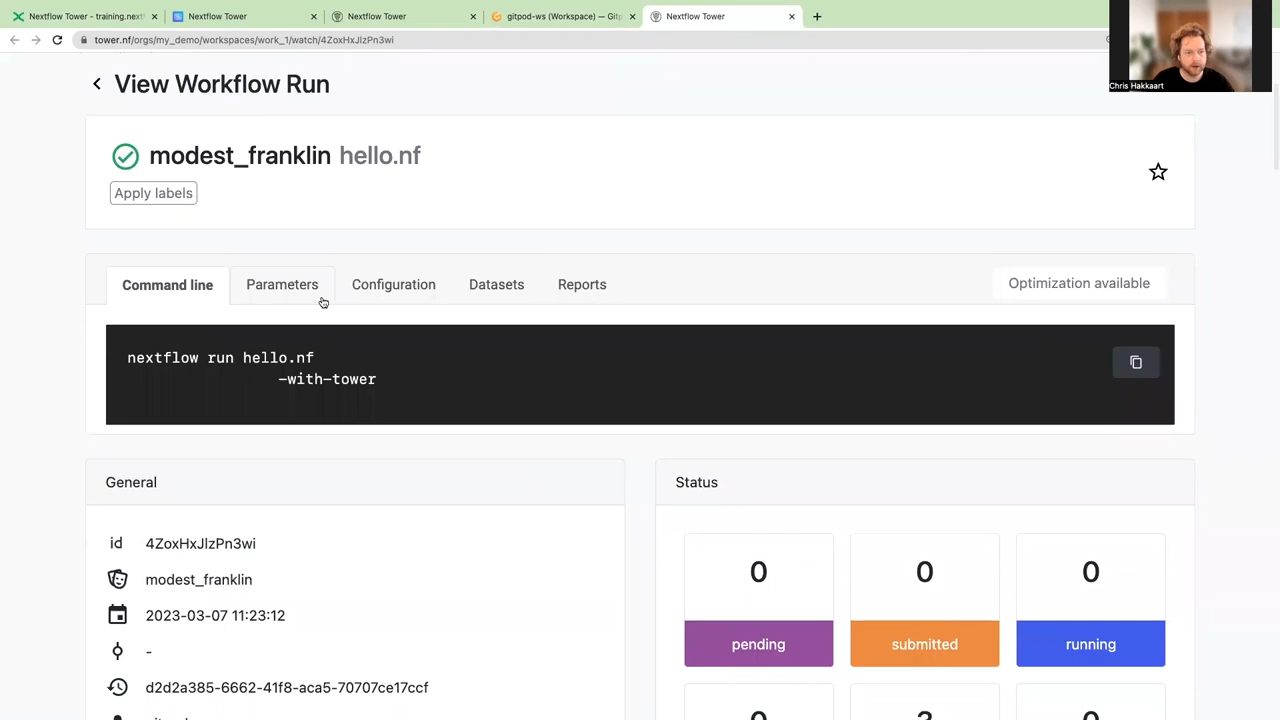 Nextflow Tower - training.nextf
Nextflow Tower
Nextflow Tower
gitpod-ws (Workspace) — Gitp
Nextflow Tower
tower.nf/orgs/my_demo/workspaces/work_1/watch/4ZoxHxJlzPn3wi
Chris Hakkaart
View Workflow Run
modest_franklin hello.nf
Apply labels
Command line
Parameters
Configuration
Datasets
Reports
Optimization available
nextflow run hello.nf
-with-tower
General
id 4ZoxHxJlzPn3wi
modest_franklin
2023-03-07 11:23:12
-
d2d2a385-6662-41f8-aca5-70707ce17ccf
Status
0
pending
0
submitted
0
running